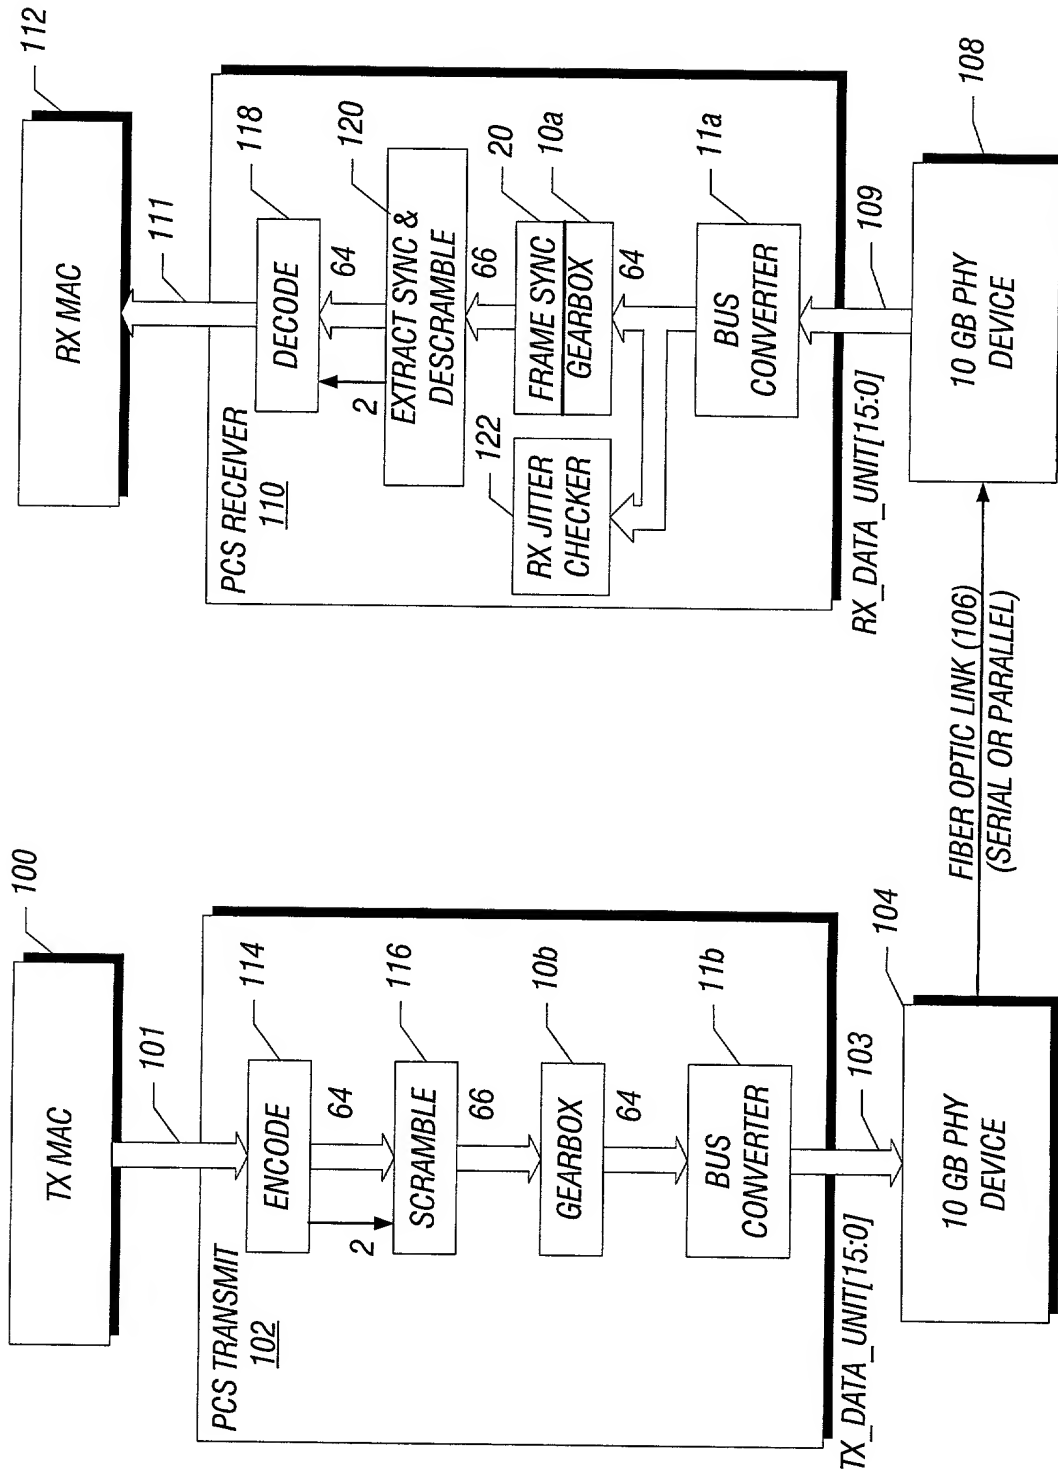 TX MAC
100
101
PCS TRANSMIT
102
ENCODE
114
2
64
SCRAMBLE
116
66
GEARBOX
10b
64
BUS
CONVERTER
11b
TX_DATA_UNIT[15:0]
103
10 GB PHY
DEVICE
104
FIBER OPTIC LINK (106)
(SERIAL OR PARALLEL)
RX MAC
112
111
PCS RECEIVER
110
DECODE
118
2
64
EXTRACT SYNC &
DESCRAMBLE
120
66
RX JITTER
CHECKER
122
FRAME SYNC
20
GEARBOX
10a
64
BUS
CONVERTER
11a
RX_DATA_UNIT[15:0]
109
10 GB PHY
DEVICE
108